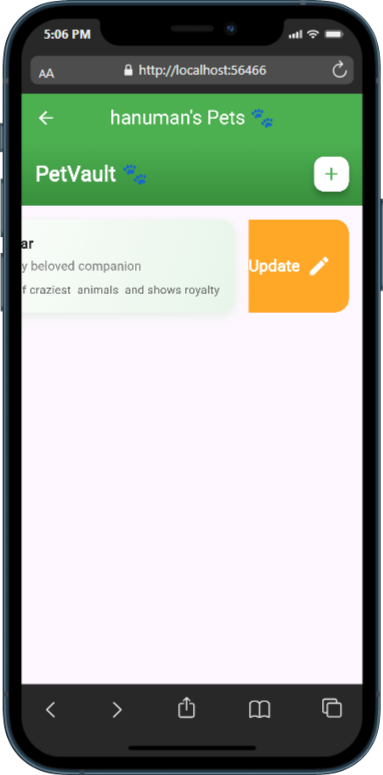 5:06 PM
AA
http://localhost:56466
hanuman's Pets 🐾
PetVault 🐾
+
ar
y beloved companion
Update
f craziest animals and shows royalty